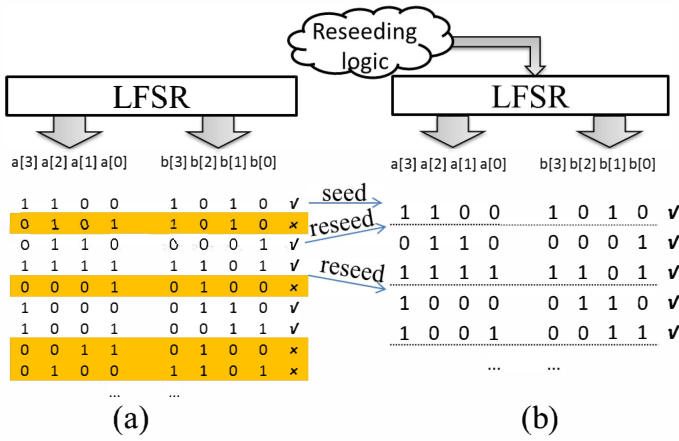 Reseeding
logic
LFSR
LFSR
a[3] a[2] a[1] a[0] b[3] b[2] b[1] b[0]
1 1 0 0 1 0 1 0 ✓
0 1 0 1 1 0 1 0 ×
0 1 1 0 0 0 0 1 ✓
1 1 1 1 1 1 0 1 ✓
0 0 0 1 0 1 0 0 ×
1 0 0 0 0 1 1 0 ✓
1 0 0 1 0 0 1 1 ✓
0 0 1 1 0 1 0 0 ×
0 1 0 0 1 1 0 1 ×
... ...
(a)
seed
reseed
reseed
a[3] a[2] a[1] a[0] b[3] b[2] b[1] b[0]
1 1 0 0 1 0 1 0 ✓
0 1 1 0 0 0 0 1 ✓
1 1 1 1 1 1 0 1 ✓
1 0 0 0 0 1 1 0 ✓
1 0 0 1 0 0 1 1 ✓
... ...
(b)